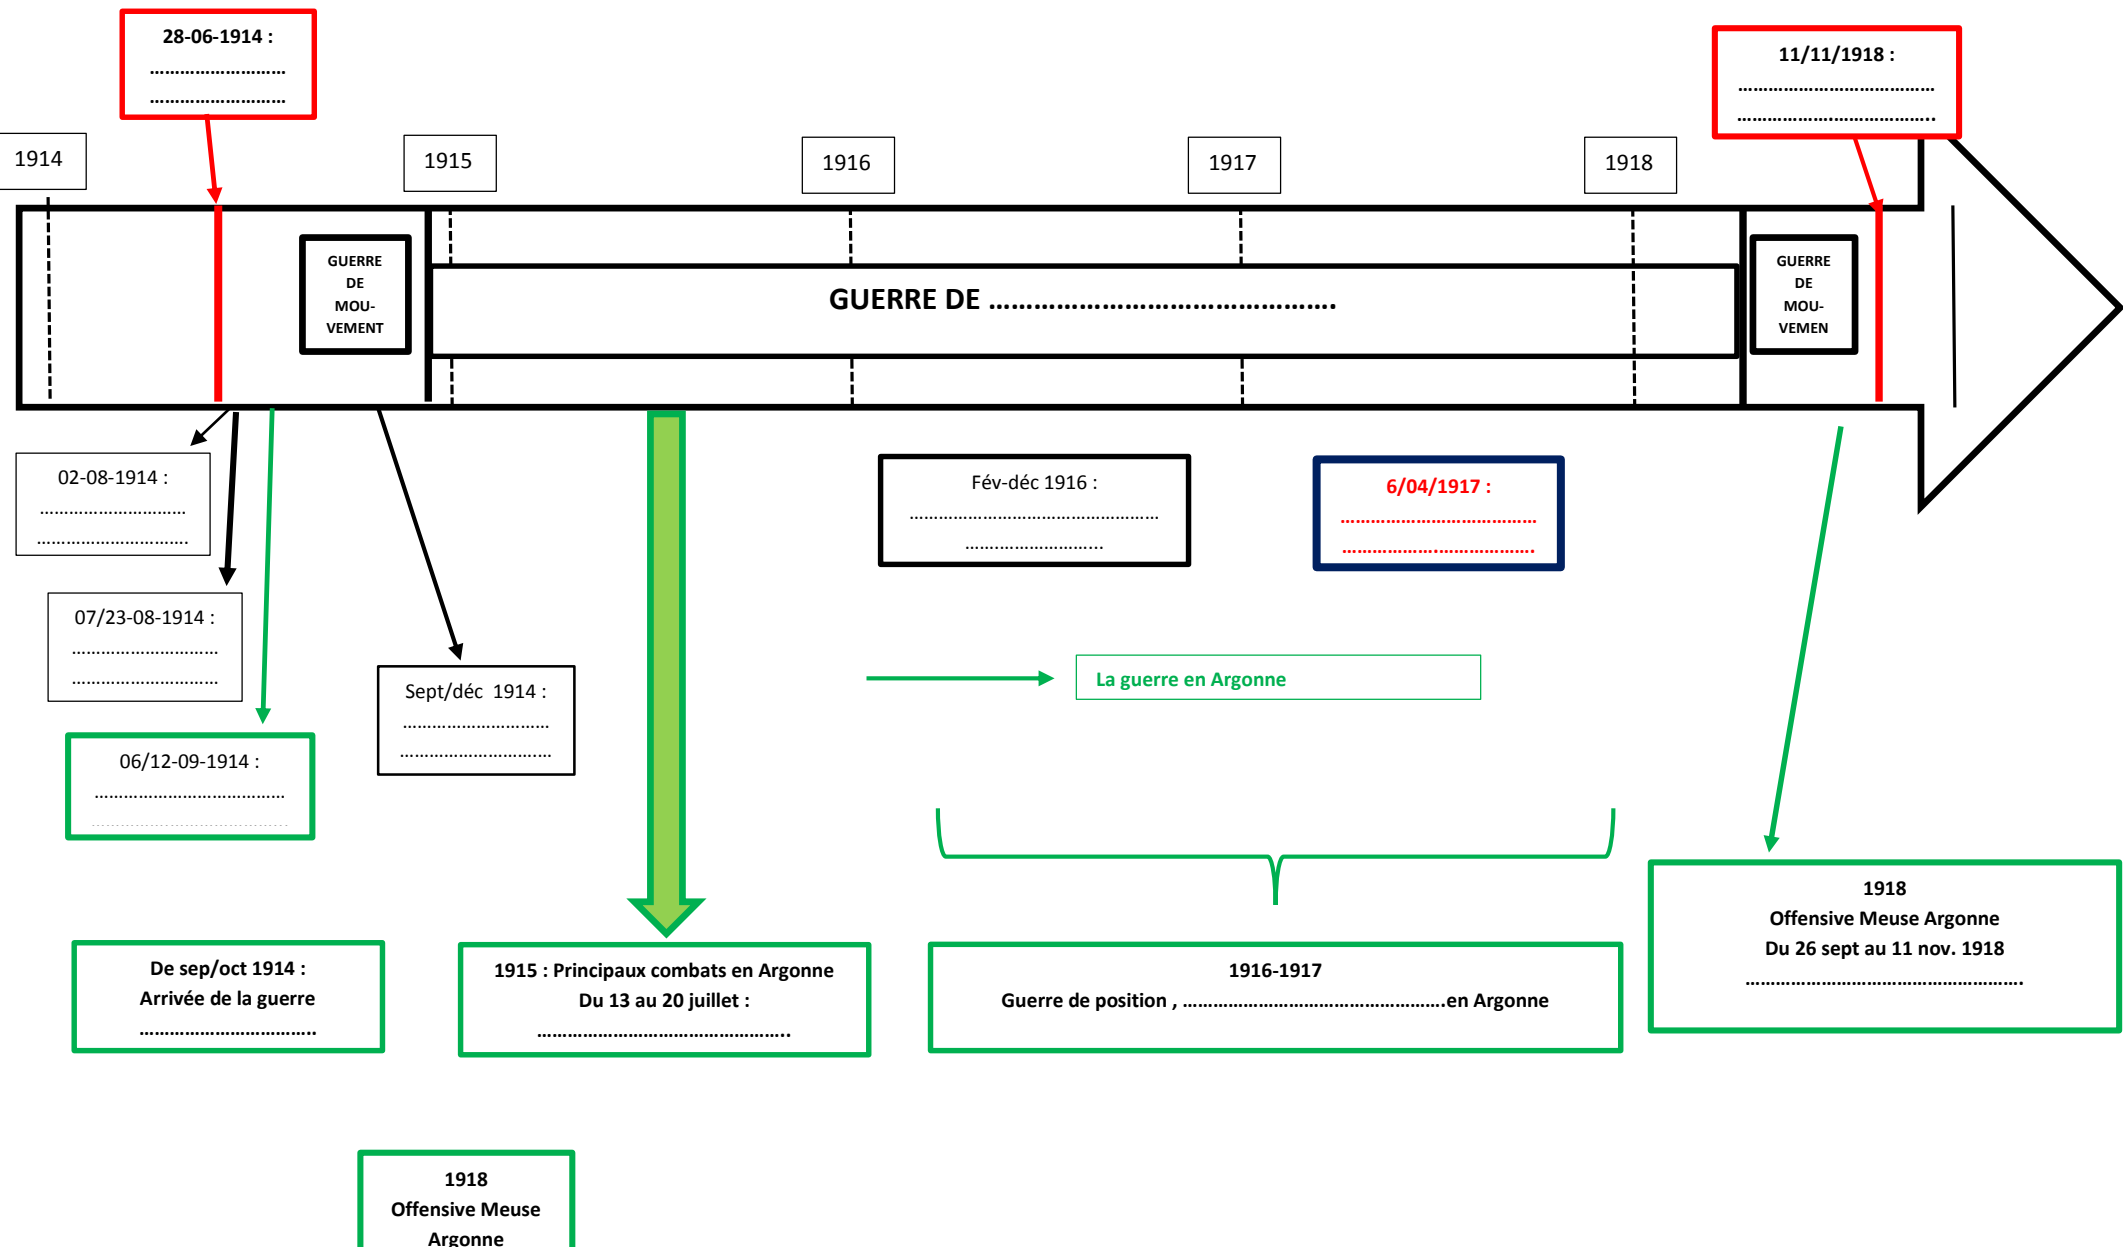 28-06-1914 :
………………………
………………………
11/11/1918 :
…………………………………
……………….………………..
1914
1915
1916
1917
1918
GUERRE
DE
MOU-
VEMENT
GUERRE DE ……………………………………….
GUERRE
DE
MOU-
VEMEN
02-08-1914 :
…………………………
………………………….
Fév-déc 1916 :
……………………………………………
…….…………………...
6/04/1917 :
…………………………………
……………….……………….
07/23-08-1914 :
…………………………
…………………………
La guerre en Argonne
Sept/déc  1914 :
…………………………
……………………….…
06/12-09-1914 :
…………………………………
………………………………….
De sep/oct 1914 :
Arrivée de la guerre
……………………………..
1915 : Principaux combats en Argonne
Du 13 au 20 juillet :
…………………………………………..
1916-1917
Guerre de position , …………………………………………….en Argonne
1918
Offensive Meuse Argonne
Du 26 sept au 11 nov. 1918
……………………………………………….
1918
Offensive Meuse
Argonne